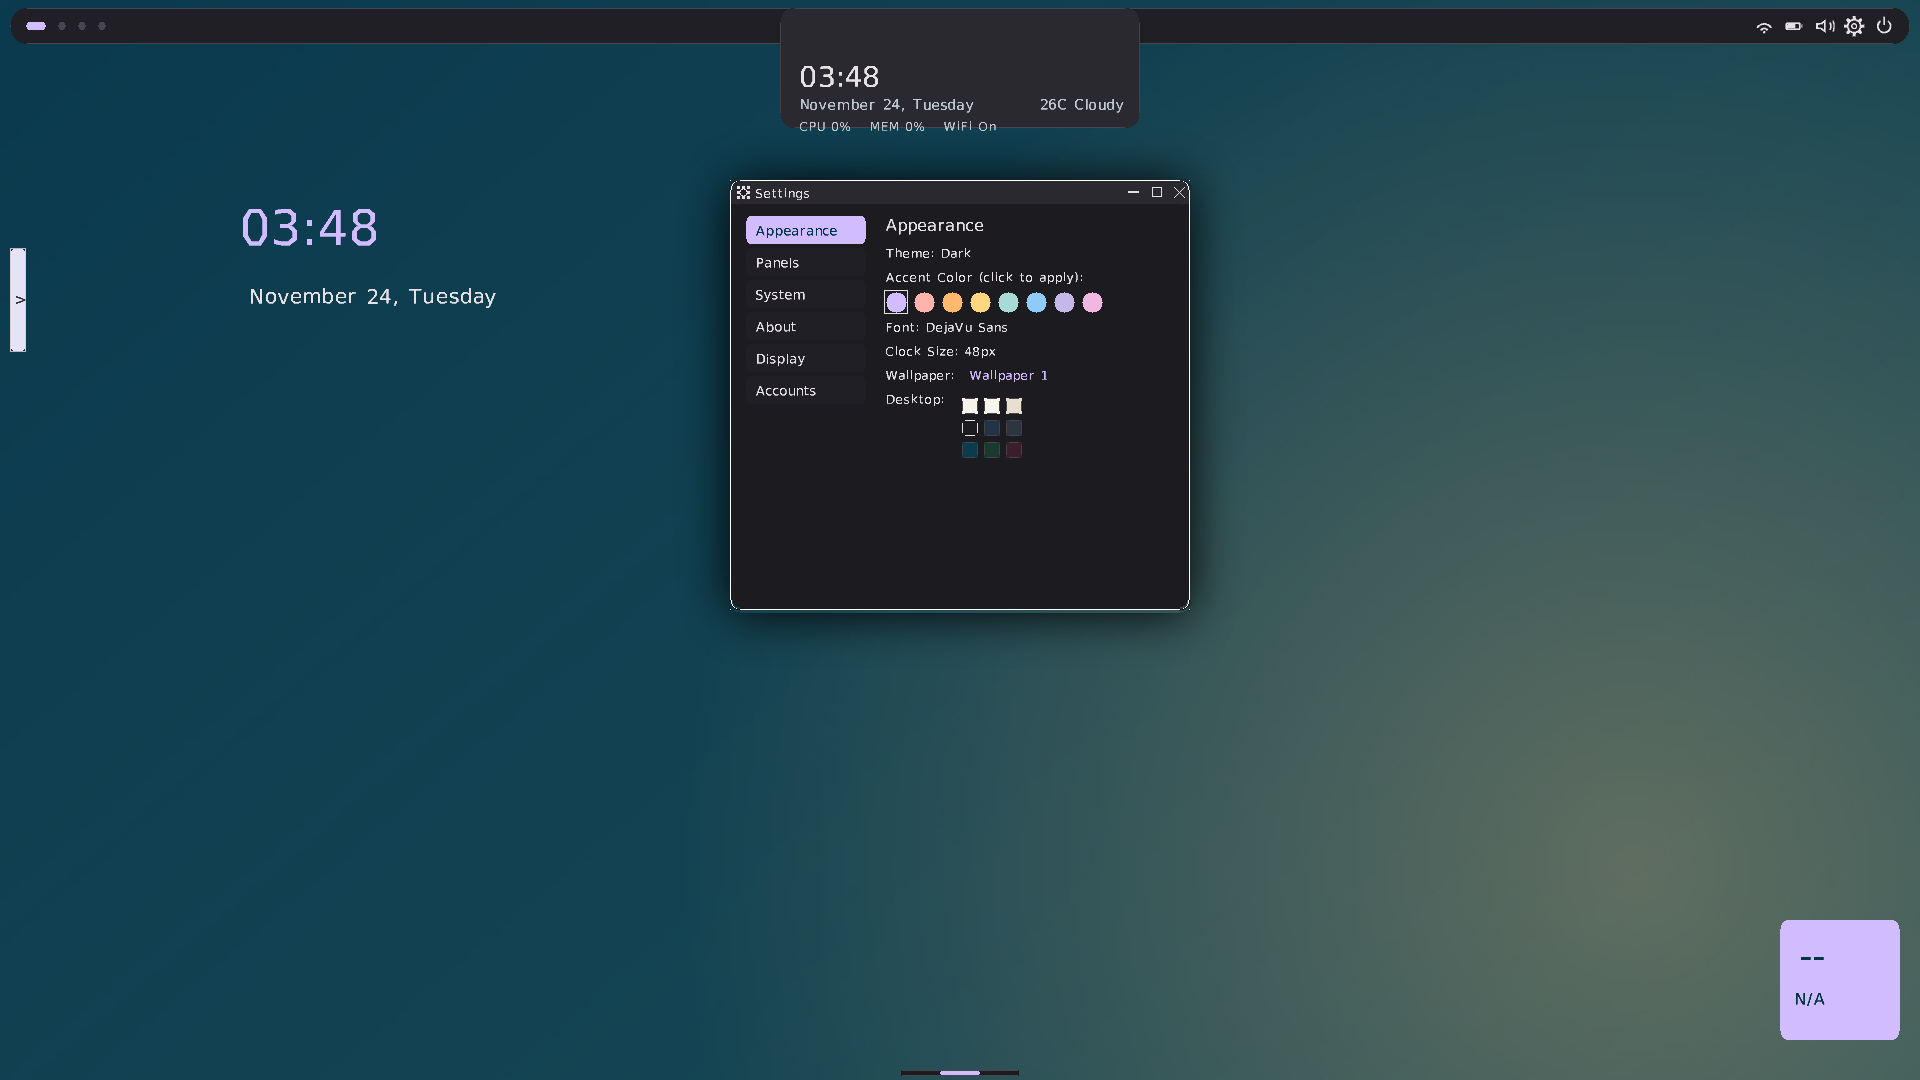 03:48
November 24, Tuesday 26C Cloudy
CPU 0% MEM 0% WiFi On
03:48
November 24, Tuesday
>
Settings
Appearance
Panels
System
About
Display
Accounts
Appearance
Theme: Dark
Accent Color (click to apply):
Font: DejaVu Sans
Clock Size: 48px
Wallpaper: Wallpaper 1
Desktop:
--
N/A